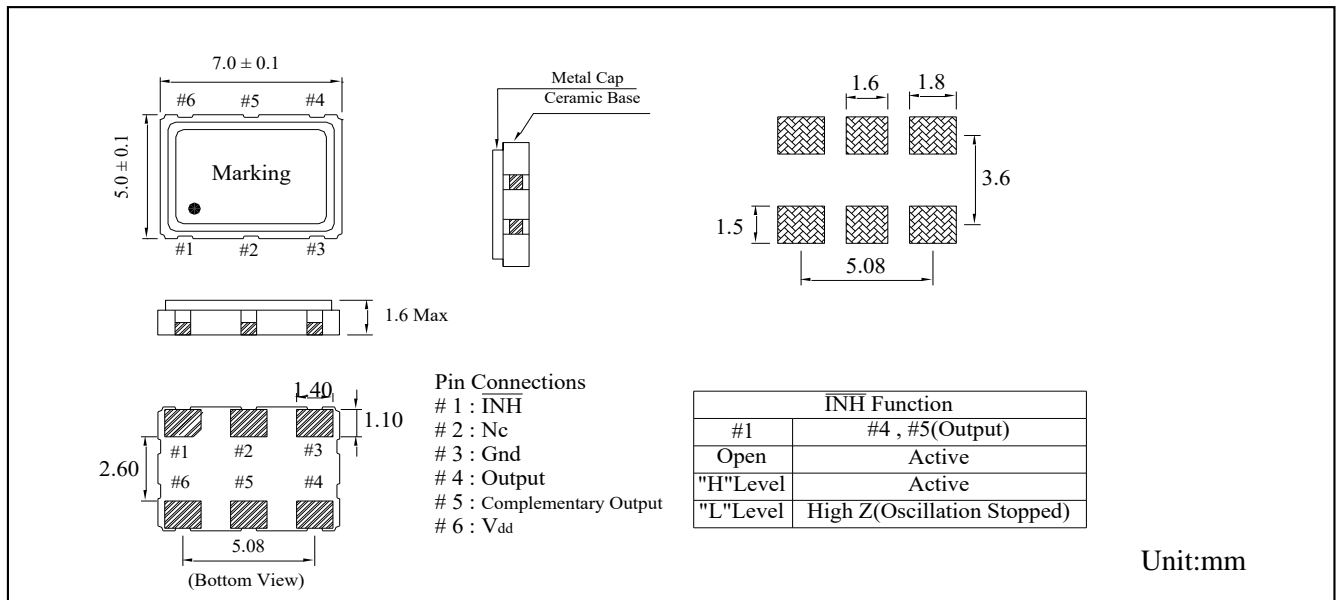 7.0 ± 0.1
#6 #5 #4
5.0 ± 0.1
Marking
#1 #2 #3
Metal Cap
Ceramic Base
1.6 1.8
3.6
1.5
5.08
1.6 Max
1.40
1.10
#1 #2 #3
2.60
#6 #5 #4
5.08
(Bottom View)
Pin Connections
# 1 : I̅N̅H̅
# 2 : Nc
# 3 : Gnd
# 4 : Output
# 5 : Complementary Output
# 6 : Vdd
I̅N̅H̅ Function
#1 #4 , #5(Output)
Open Active
"H"Level Active
"L"Level High Z(Oscillation Stopped)
Unit:mm